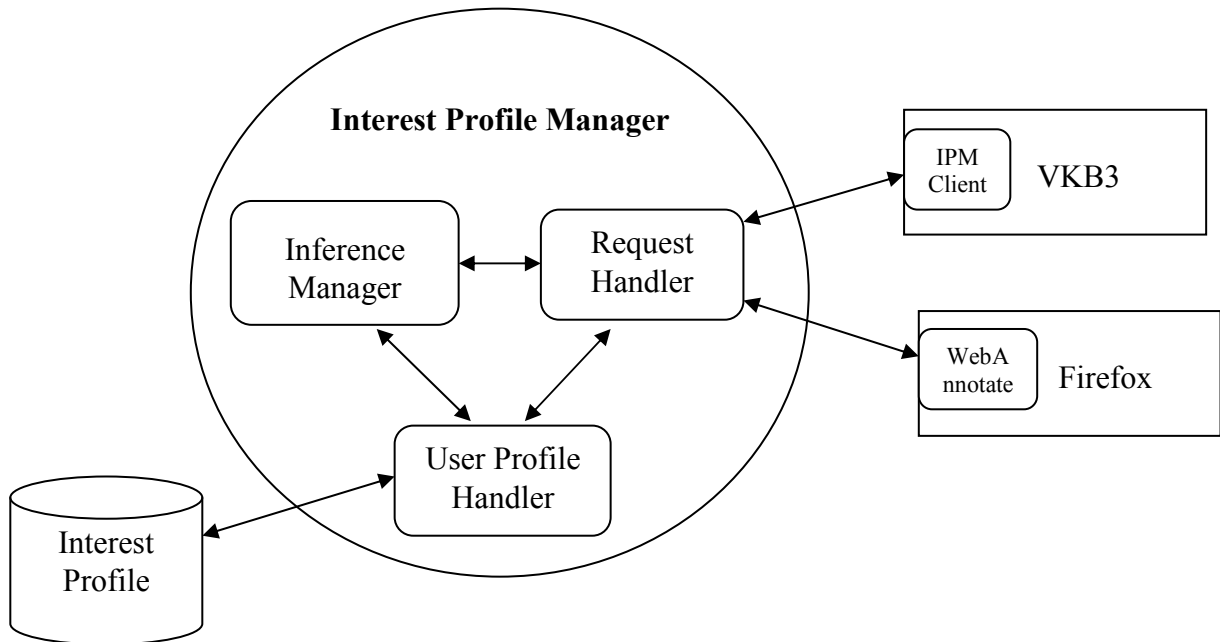 Interest Profile Manager
IPM
Client
VKB3
Inference
Manager
Request
Handler
WebA
nnotate
Firefox
User Profile
Handler
Interest
Profile